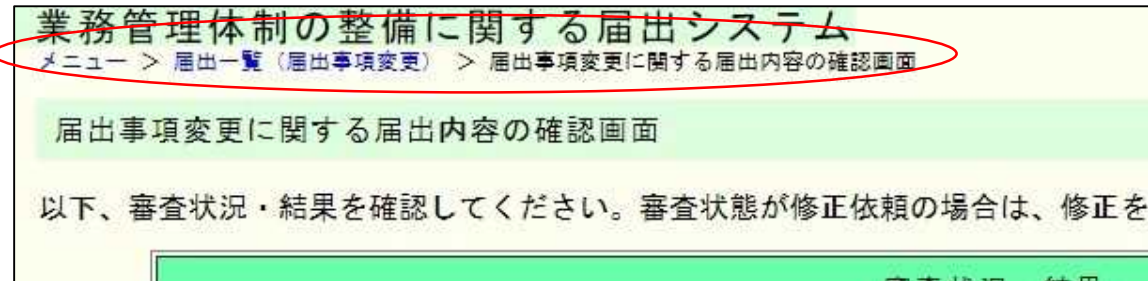 業務管理体制の整備に関する届出システム
メニュー > 届出一覧(届出事項変更) > 届出事項変更に関する届出内容の確認画面
届出事項変更に関する届出内容の確認画面
以下、審査状況・結果を確認してください。審査状態が修正依頼の場合は、修正を